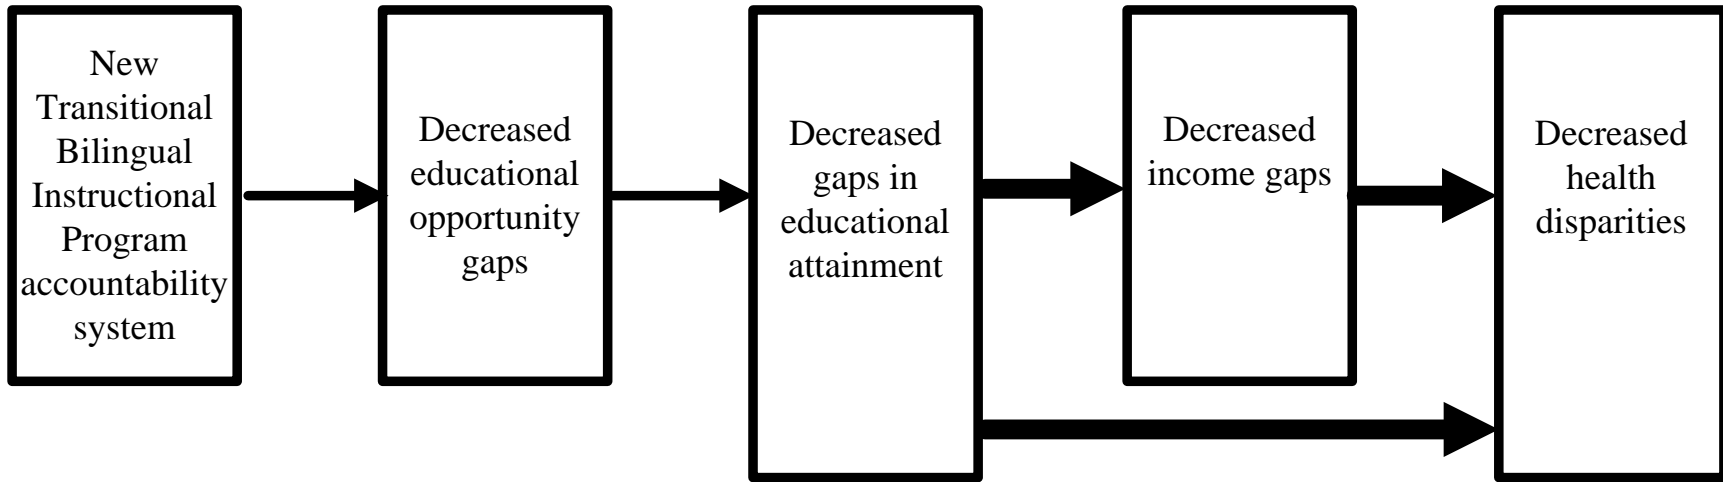 New
Transitional
Bilingual
Instructional
Program
accountability
system
Decreased
educational
opportunity
gaps
Decreased
gaps in
educational
attainment
Decreased
income gaps
Decreased
health
disparities